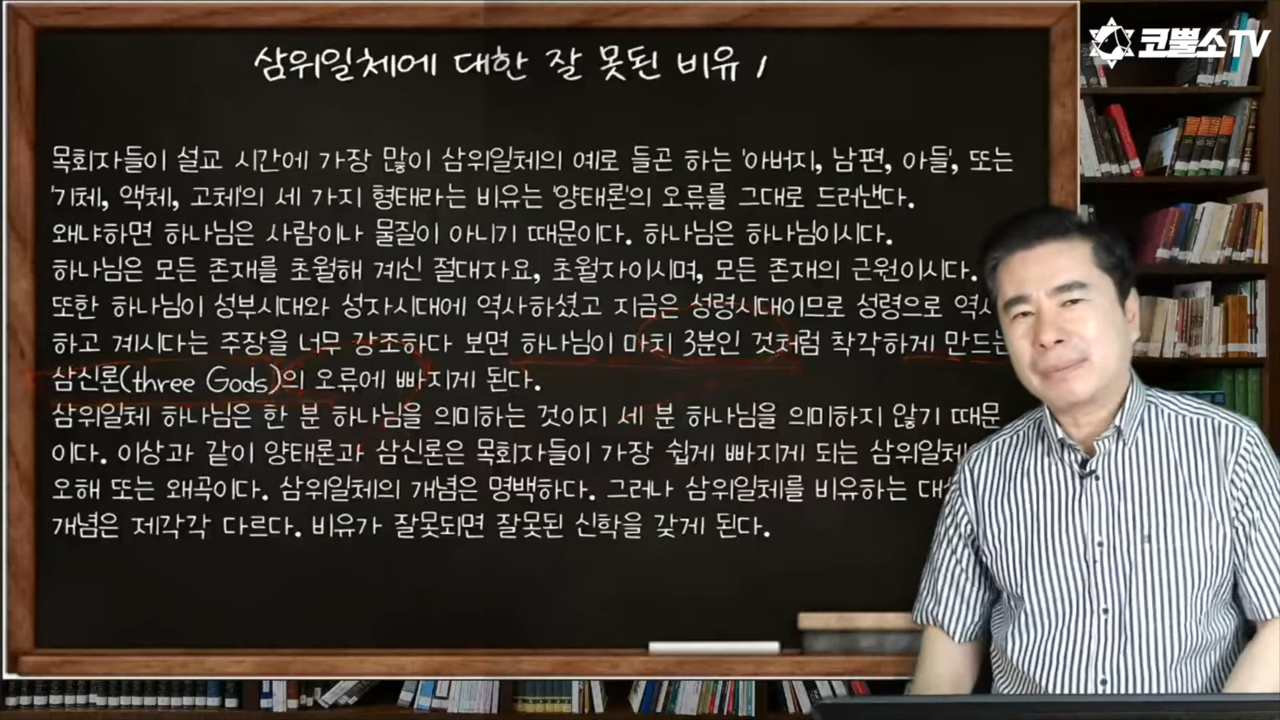 삼위일체에 대한 잘 못된 비유 1
코뿔소TV
목회자들이 설교 시간에 가장 많이 삼위일체의 예로 들곤 하는 '아버지, 남편, 아들', 또는
'기체, 액체, 고체'의 세 가지 형태라는 비유는 '양태론'의 오류를 그대로 드러낸다.
왜냐하면 하나님은 사람이나 물질이 아니기 때문이다. 하나님은 하나님이시다.
하나님은 모든 존재를 초월해 계신 절대자요, 초월자이시며, 모든 존재의 근원이시다.
또한 하나님이 성부시대와 성자시대에 역사하셨고 지금은 성령시대이므로 성령으로 역사
하고 계시다는 주장을 너무 강조하다 보면 하나님이 마치 3분인 것처럼 착각하게 만드는
삼신론(three Gods)의 오류에 빠지게 된다.
삼위일체 하나님은 한 분 하나님을 의미하는 것이지 세 분 하나님을 의미하지 않기 때문
이다. 이상과 같이 양태론과 삼신론은 목회자들이 가장 쉽게 빠지게 되는 삼위일체
오해 또는 왜곡이다. 삼위일체의 개념은 명백하다. 그러나 삼위일체를 비유하는
개념은 제각각 다르다. 비유가 잘못되면 잘못된 신학을 갖게 된다.